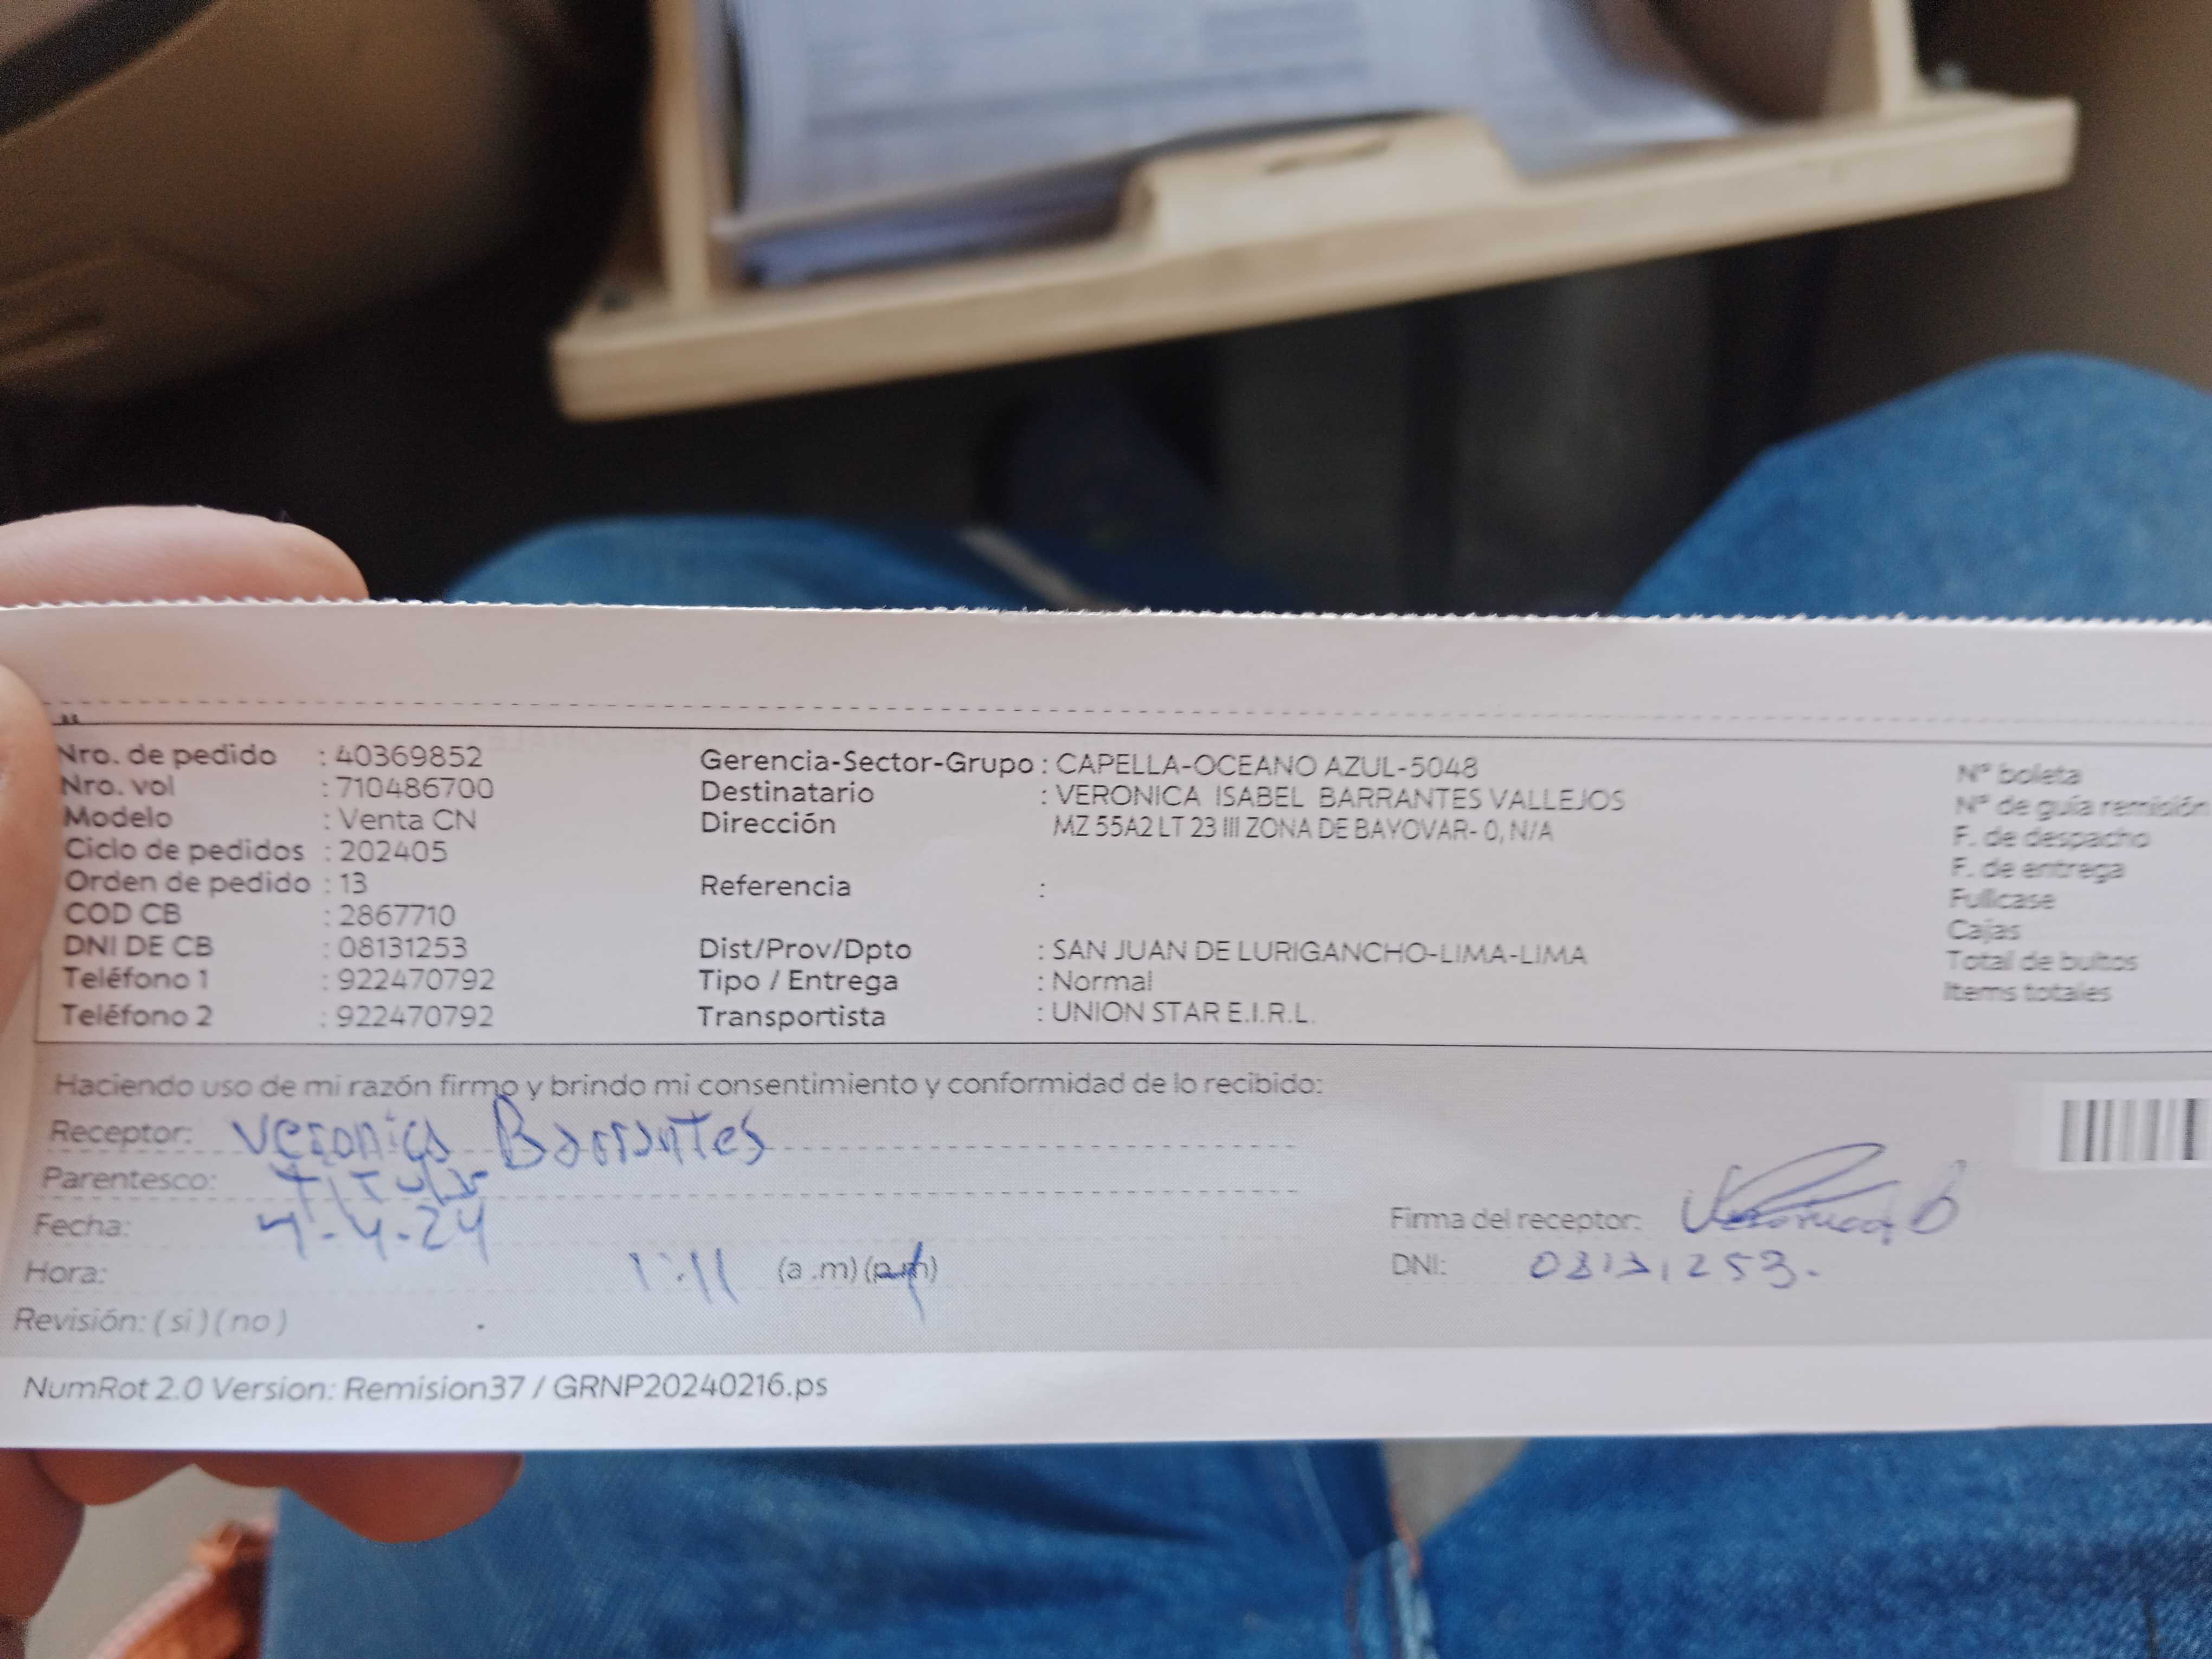 Nro. de pedido : 40369852
Nro. vol : 710486700
Modelo : Venta CN
Ciclo de pedidos : 202405
Orden de pedido : 13
COD CB : 2867710
DNI DE CB : 08131253
Teléfono 1 : 922470792
Teléfono 2 : 922470792
Gerencia-Sector-Grupo : CAPELLA-OCEANO AZUL-5048
Destinatario : VERONICA ISABEL BARRANTES VALLEJOS
Dirección MZ 55A2 LT 23 III ZONA DE BAYOVAR- 0, N/A
Referencia :
Dist/Prov/Dpto : SAN JUAN DE LURIGANCHO-LIMA-LIMA
Tipo / Entrega : Normal
Transportista : UNION STAR E.I.R.L.
N° boleta
N° de guía remisión
F. de despacho
F. de entrega
Fullcase
Cajas
Total de bultos
Items totales
Haciendo uso de mi razón firmo y brindo mi consentimiento y conformidad de lo recibido:
Receptor: Veronica Barrantes
Parentesco: Titular
Fecha: 4-4-24
Hora: 1:11 (a.m) (p.m)
Revisión: ( si ) ( no )
Firma del receptor: Veronica B
DNI: 08131253.
NumRot 2.0 Version: Remision37 / GRNP20240216.ps